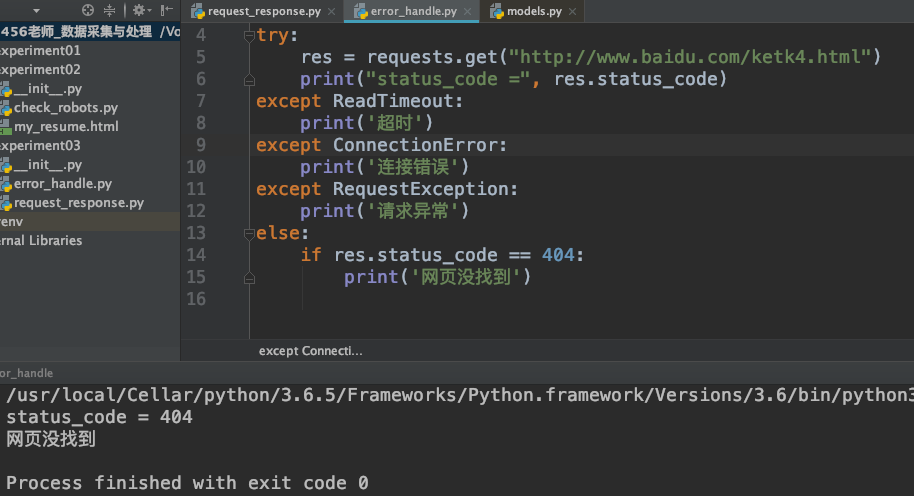 request_response.py
error_handle.py
models.py
456老师_数据采集与处理 /Vo
xperiment01
xperiment02
__init__.py
check_robots.py
my_resume.html
xperiment03
__init__.py
error_handle.py
request_response.py
env
rnal Libraries
4 try:
5 res = requests.get("http://www.baidu.com/ketk4.html")
6 print("status_code =", res.status_code)
7 except ReadTimeout:
8 print('超时')
9 except ConnectionError:
10 print('连接错误')
11 except RequestException:
12 print('请求异常')
13 else:
14 if res.status_code == 404:
15 print('网页没找到')
16
except Connecti...
or_handle
/usr/local/Cellar/python/3.6.5/Frameworks/Python.framework/Versions/3.6/bin/python3
status_code = 404
网页没找到
Process finished with exit code 0